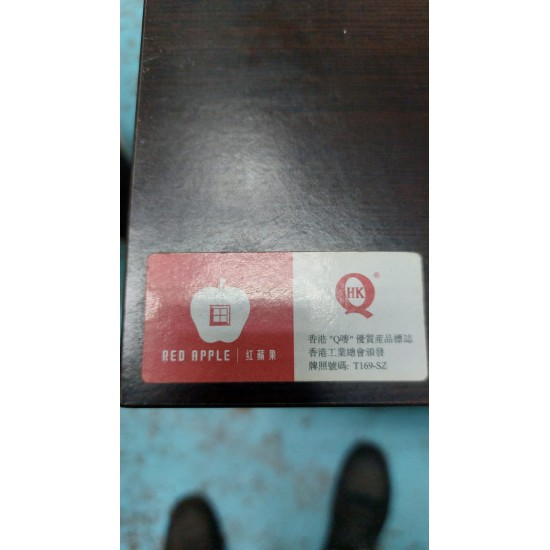 RED APPLE | 红蘋果
HK
®
香港 "Q嘜" 優質產品標誌
香港工業總會頒發
牌照號碼: T169-SZ